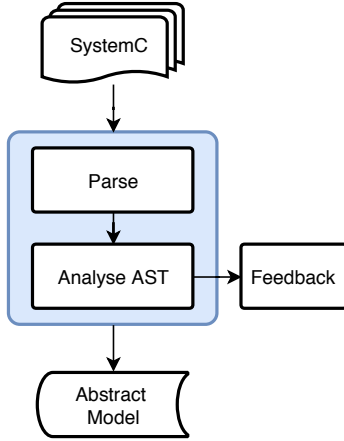 SystemC
Parse
Analyse AST
Feedback
Abstract
Model